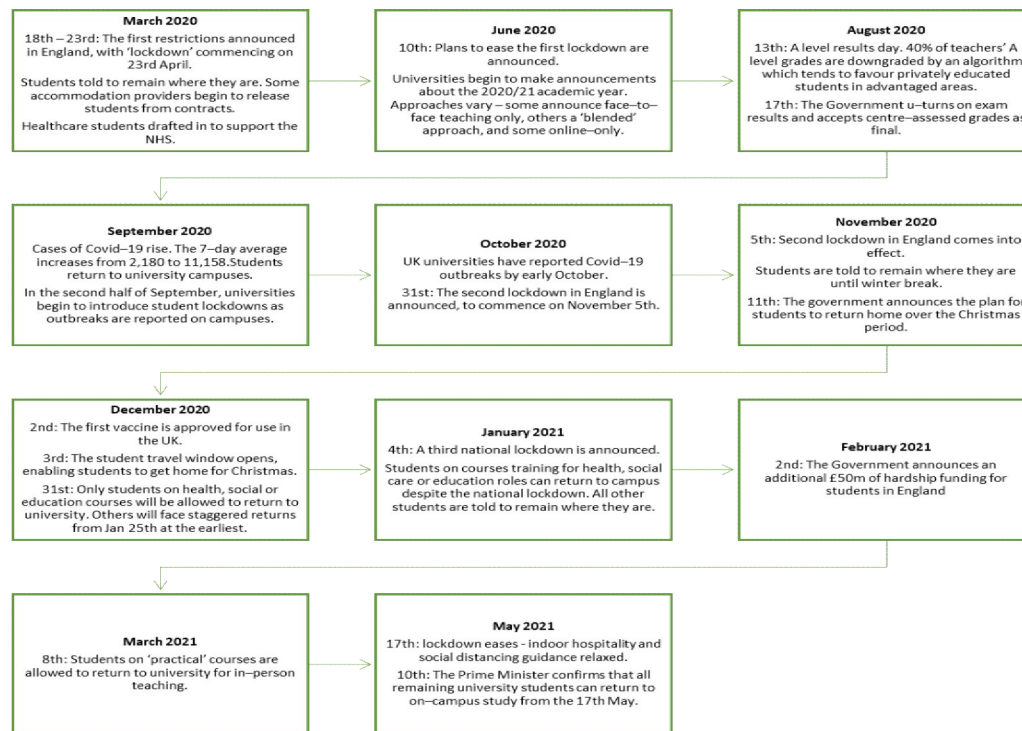 March 2020
18th – 23rd: The first restrictions announced
in England, with ‘lockdown’ commencing on
23rd April.
Students told to remain where they are. Some
accommodation providers begin to release
students from contracts.
Healthcare students drafted in to support the
NHS.
June 2020
10th: Plans to ease the first lockdown are
announced.
Universities begin to make announcements
about the 2020/21 academic year.
Approaches vary – some announce face–to–
face teaching only, others a ‘blended’
approach, and some online–only.
August 2020
13th: A level results day. 40% of teachers’ A
level grades are downgraded by an algorithm
which tends to favour privately educated
students in advantaged areas.
17th: The Government u–turns on exam
results and accepts centre–assessed grades as
final.
September 2020
Cases of Covid–19 rise. The 7–day average
increases from 2,180 to 11,158.Students
return to university campuses.
In the second half of September, universities
begin to introduce student lockdowns as
outbreaks are reported on campuses.
October 2020
UK universities have reported Covid–19
outbreaks by early October.
31st: The second lockdown in England is
announced, to commence on November 5th.
November 2020
5th: Second lockdown in England comes into
effect.
Students are told to remain where they are
until winter break.
11th: The government announces the plan for
students to return home over the Christmas
period.
December 2020
2nd: The first vaccine is approved for use in
the UK.
3rd: The student travel window opens,
enabling students to get home for Christmas.
31st: Only students on health, social or
education courses will be allowed to return to
university. Others will face staggered returns
from Jan 25th at the earliest.
January 2021
4th: A third national lockdown is announced.
Students on courses training for health, social
care or education roles can return to campus
despite the national lockdown. All other
students are told to remain where they are.
February 2021
2nd: The Government announces an
additional £50m of hardship funding for
students in England
March 2021
8th: Students on ‘practical’ courses are
allowed to return to university for in–person
teaching.
May 2021
17th: lockdown eases - indoor hospitality and
social distancing guidance relaxed.
10th: The Prime Minister confirms that all
remaining university students can return to
on–campus study from the 17th May.